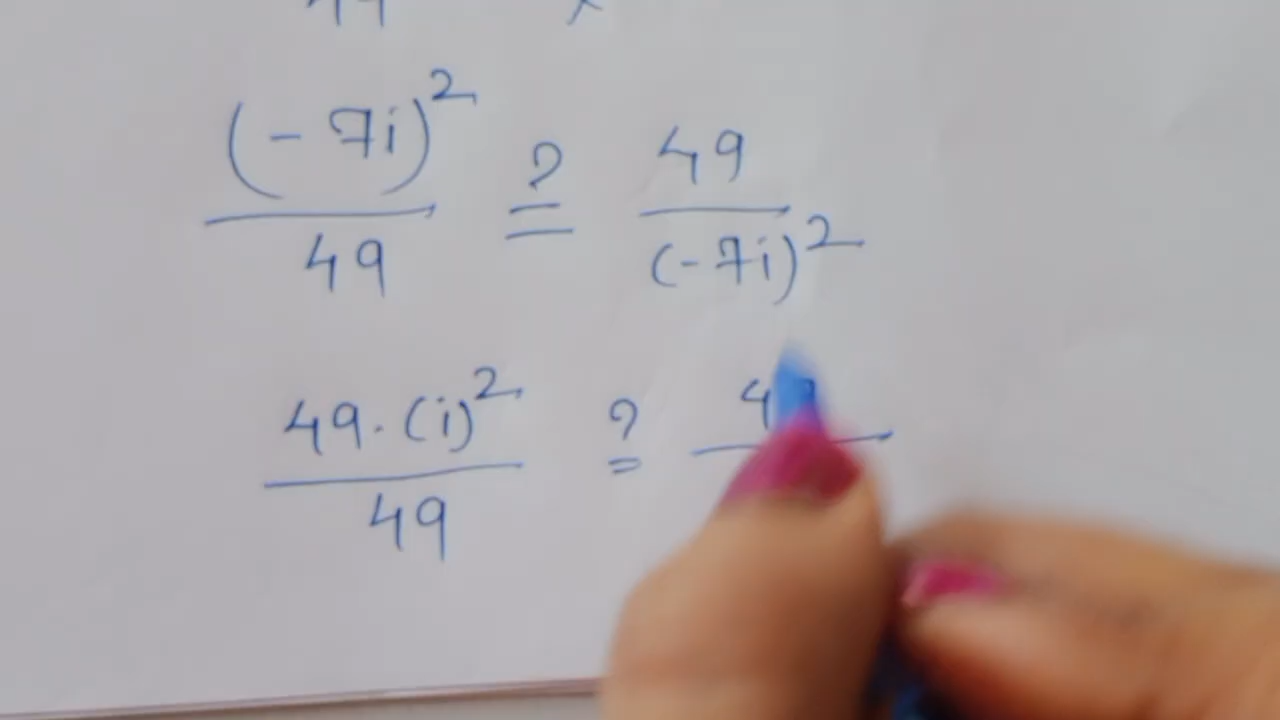 (-7i)² / 49 ≟ 49 / (-7i)²
49·(i)² / 49 ≟